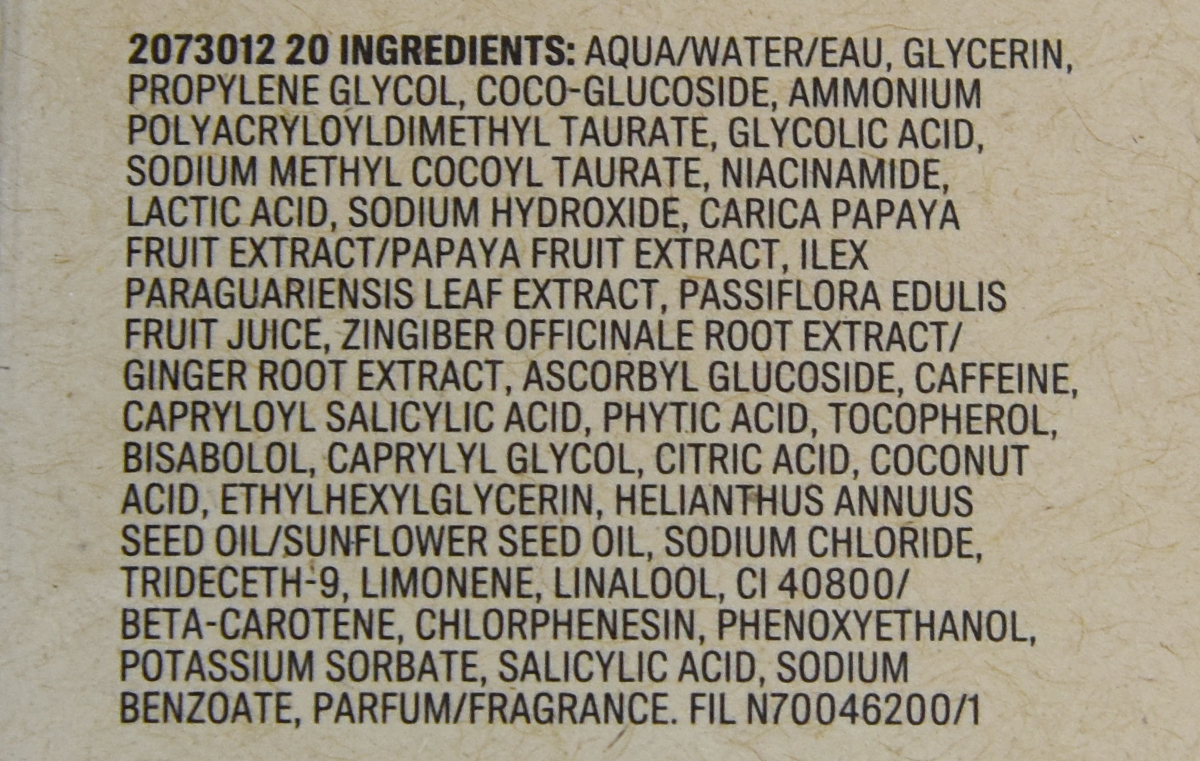 2073012 20 INGREDIENTS: AQUA/WATER/EAU, GLYCERIN,
PROPYLENE GLYCOL, COCO-GLUCOSIDE, AMMONIUM
POLYACRYLOYLDIMETHYL TAURATE, GLYCOLIC ACID,
SODIUM METHYL COCOYL TAURATE, NIACINAMIDE,
LACTIC ACID, SODIUM HYDROXIDE, CARICA PAPAYA
FRUIT EXTRACT/PAPAYA FRUIT EXTRACT, ILEX
PARAGUARIENSIS LEAF EXTRACT, PASSIFLORA EDULIS
FRUIT JUICE, ZINGIBER OFFICINALE ROOT EXTRACT/
GINGER ROOT EXTRACT, ASCORBYL GLUCOSIDE, CAFFEINE,
CAPRYLOYL SALICYLIC ACID, PHYTIC ACID, TOCOPHEROL,
BISABOLOL, CAPRYLYL GLYCOL, CITRIC ACID, COCONUT
ACID, ETHYLHEXYLGLYCERIN, HELIANTHUS ANNUUS
SEED OIL/SUNFLOWER SEED OIL, SODIUM CHLORIDE,
TRIDECETH-9, LIMONENE, LINALOOL, CI 40800/
BETA-CAROTENE, CHLORPHENESIN, PHENOXYETHANOL,
POTASSIUM SORBATE, SALICYLIC ACID, SODIUM
BENZOATE, PARFUM/FRAGRANCE. FIL N70046200/1